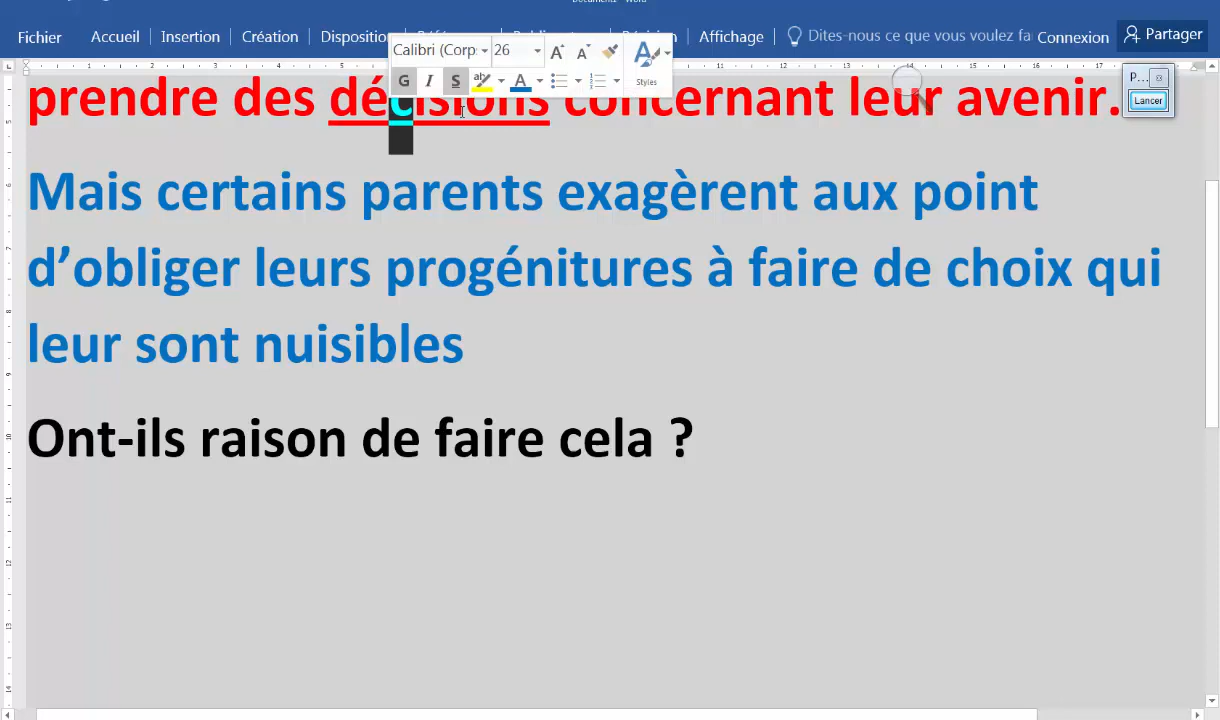 Fichier Accueil Insertion Création Disposition Affichage Dites-nous ce que vous voulez fa Connexion Partager
Calibri (Corp 26
G I S ab A Styles
P...
Lancer
prendre des décisions concernant leur avenir.
Mais certains parents exagèrent aux point
d’obliger leurs progénitures à faire de choix qui
leur sont nuisibles
Ont-ils raison de faire cela ?